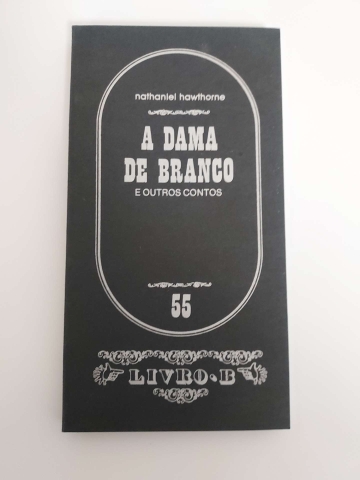 nathaniel hawthorne
A DAMA
DE BRANCO
E OUTROS CONTOS
55
LIVRO·B